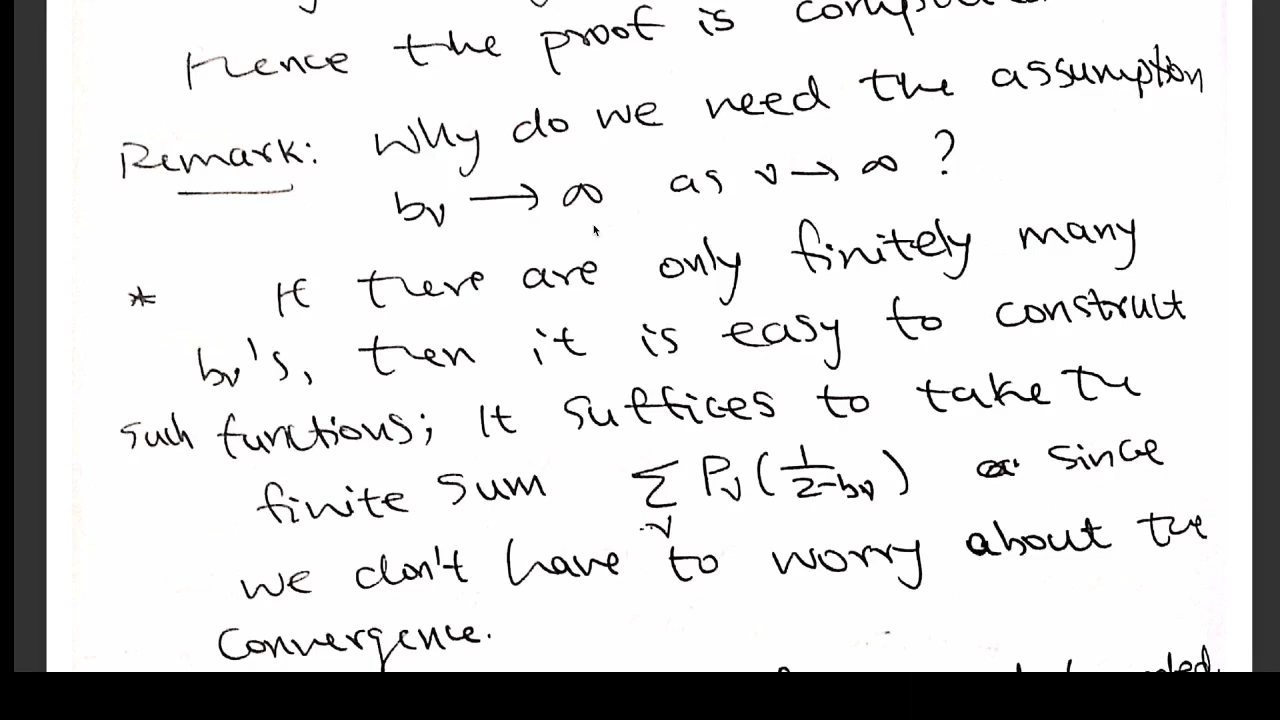 Hence the proof is
Remark: Why do we need the assumption
bν → ∞ as ν → ∞ ?
* If there are only finitely many
bν's, then it is easy to construct
such functions; It suffices to take the
finite sum Σν Pν(1/(z-bν)) since
we don't have to worry about the
convergence.